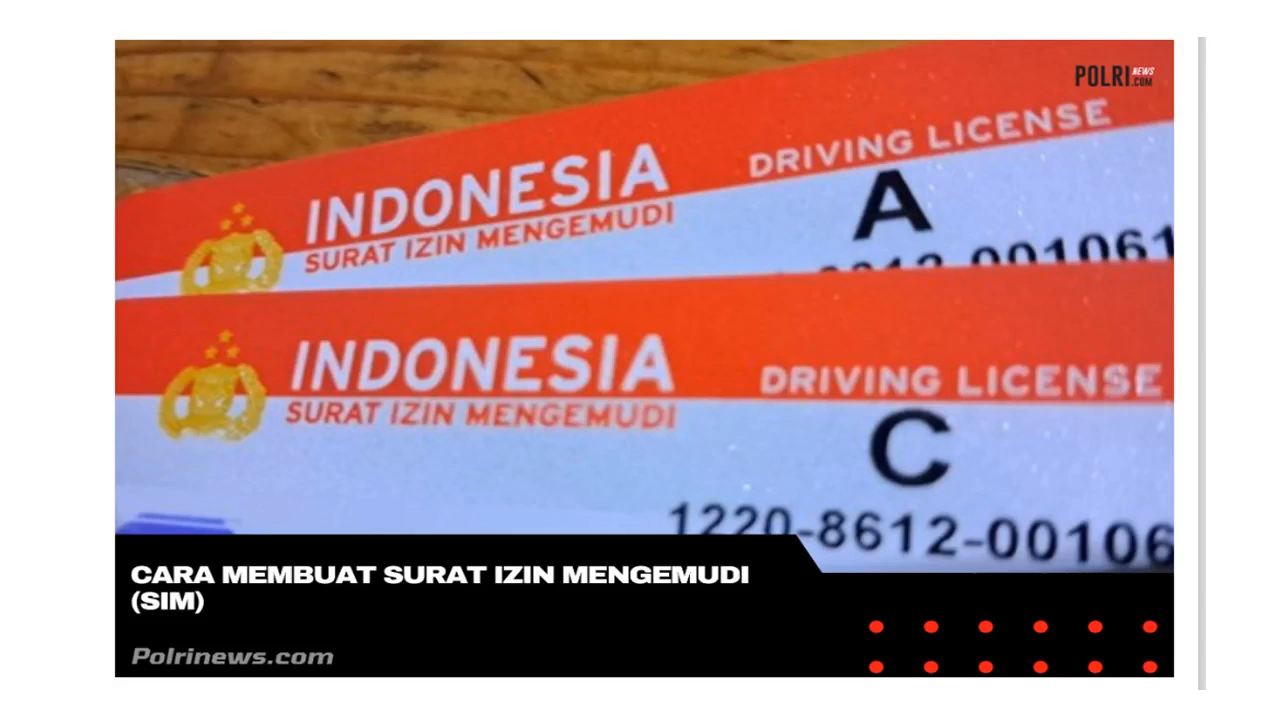 POLRI NEWS
.COM
DRIVING LICENSE
INDONESIA
SURAT IZIN MENGEMUDI
A
001061
INDONESIA
SURAT IZIN MENGEMUDI
DRIVING LICENSE
C
1220-8612-00106
CARA MEMBUAT SURAT IZIN MENGEMUDI
(SIM)
Polrinews.com